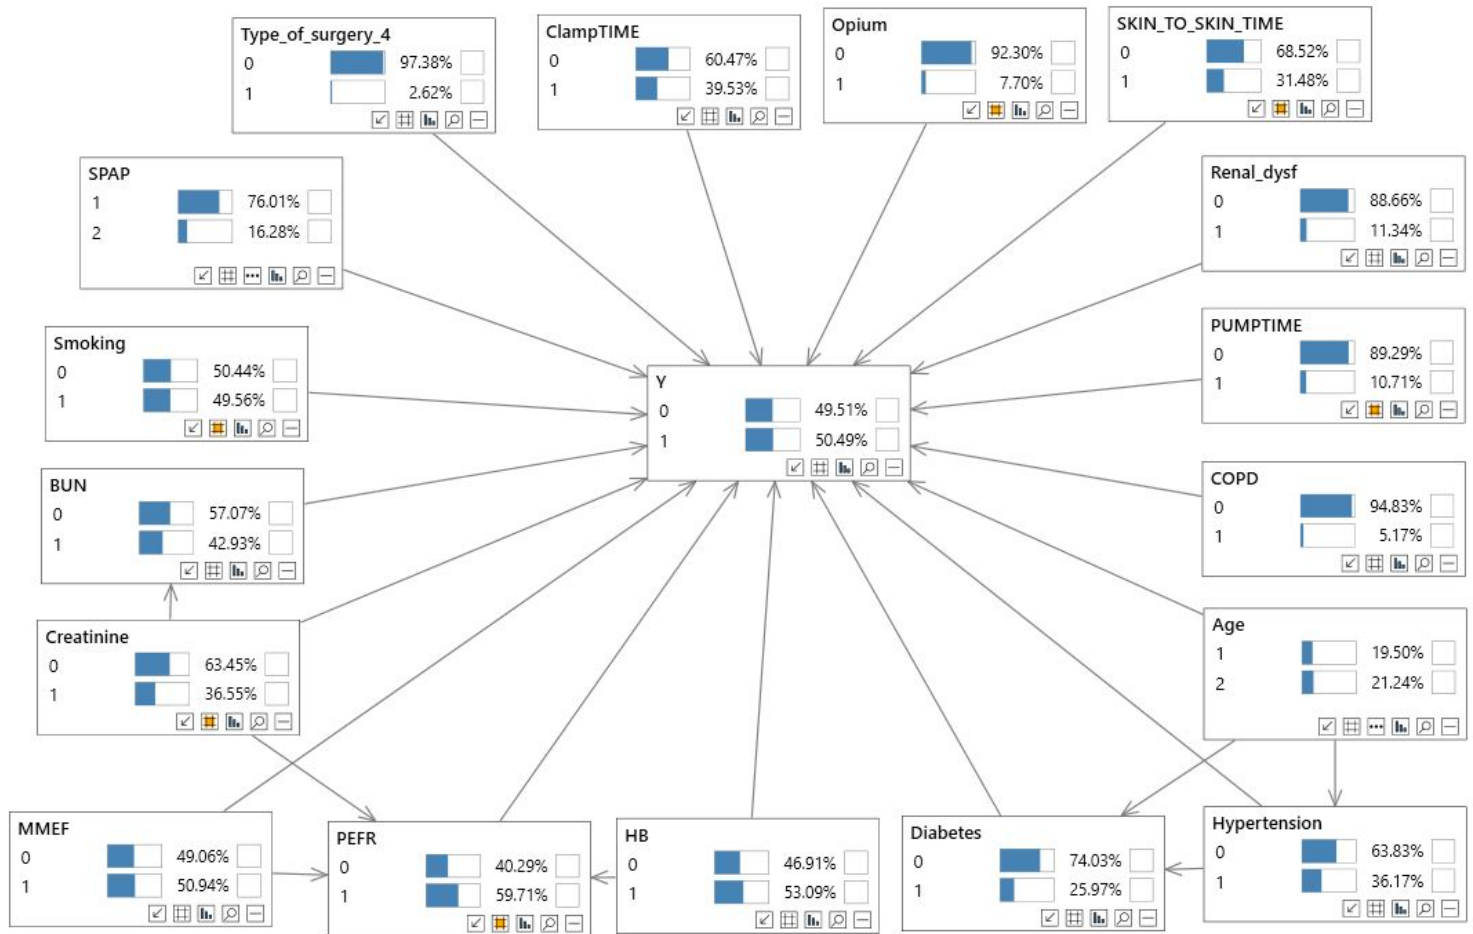 Type_of_surgery_4
0 97.38%
1 2.62%
ClampTIME
0 60.47%
1 39.53%
Opium
0 92.30%
1 7.70%
SKIN_TO_SKIN_TIME
0 68.52%
1 31.48%
SPAP
1 76.01%
2 16.28%
Renal_dysf
0 88.66%
1 11.34%
Smoking
0 50.44%
1 49.56%
Y
0 49.51%
1 50.49%
PUMPTIME
0 89.29%
1 10.71%
BUN
0 57.07%
1 42.93%
COPD
0 94.83%
1 5.17%
Creatinine
0 63.45%
1 36.55%
Age
1 19.50%
2 21.24%
MMEF
0 49.06%
1 50.94%
PEFR
0 40.29%
1 59.71%
HB
0 46.91%
1 53.09%
Diabetes
0 74.03%
1 25.97%
Hypertension
0 63.83%
1 36.17%